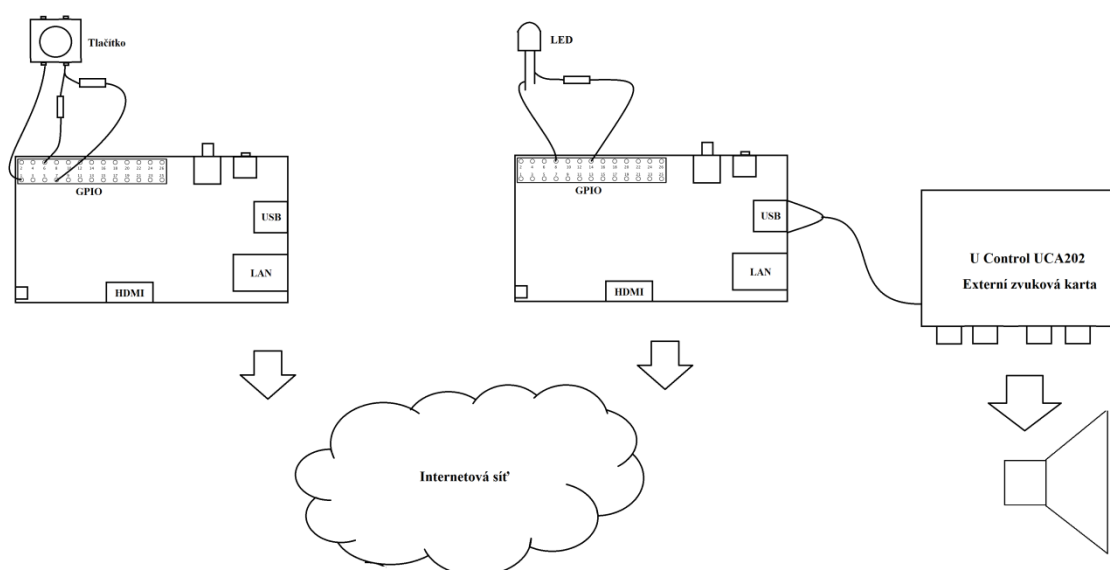 Tlačítko
LED
GPIO
USB
LAN
HDMI
GPIO
USB
LAN
HDMI
U Control UCA202
Externí zvuková karta
Internetová síť